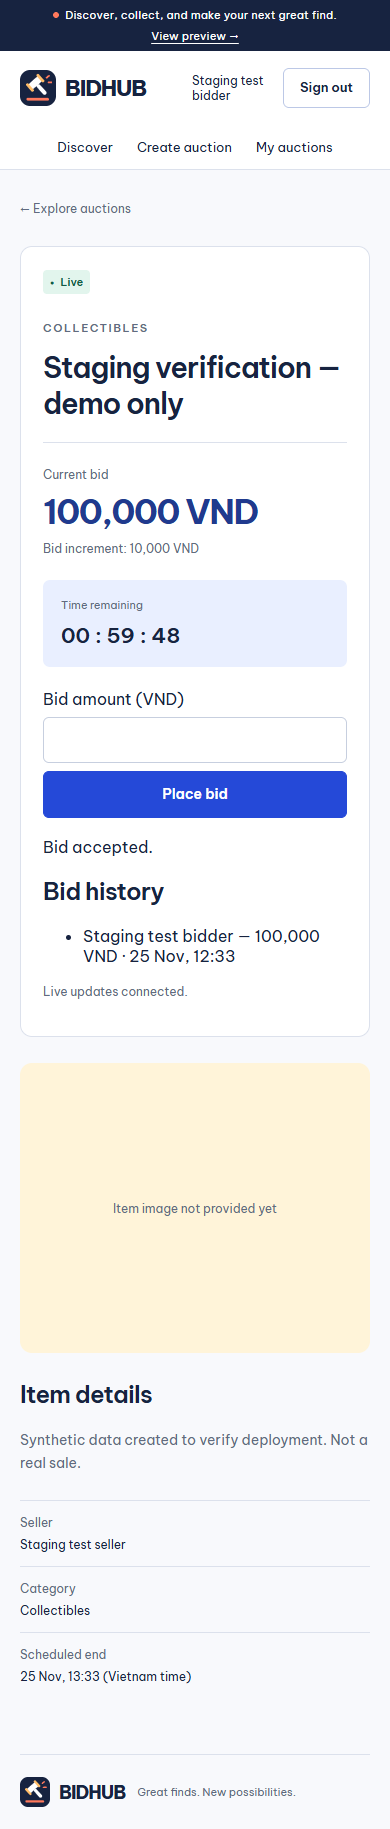 Discover, collect, and make your next great find.
View preview →
BIDHUB
Staging test
bidder
Sign out
Discover
Create auction
My auctions
← Explore auctions
• Live
COLLECTIBLES
Staging verification —
demo only
Current bid
100,000 VND
Bid increment: 10,000 VND
Time remaining
00 : 59 : 48
Bid amount (VND)
Place bid
Bid accepted.
Bid history
• Staging test bidder — 100,000
VND · 25 Nov, 12:33
Live updates connected.
Item image not provided yet
Item details
Synthetic data created to verify deployment. Not a
real sale.
Seller
Staging test seller
Category
Collectibles
Scheduled end
25 Nov, 13:33 (Vietnam time)
BIDHUB
Great finds. New possibilities.